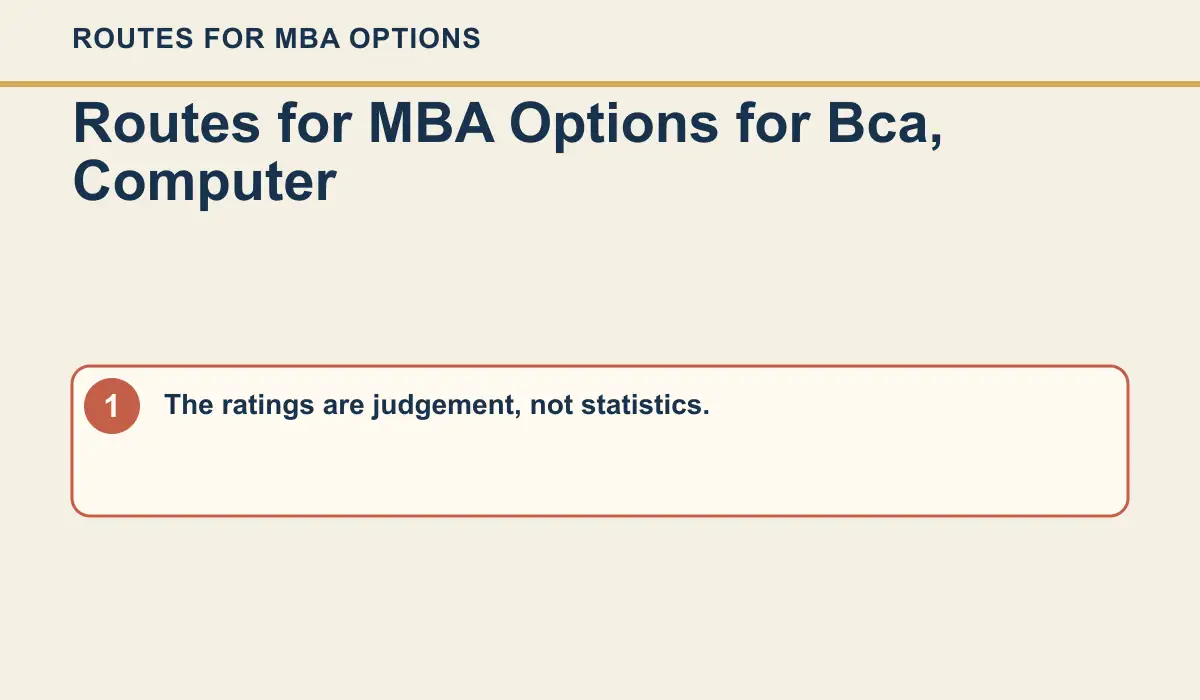 ROUTES FOR MBA OPTIONS
Routes for MBA Options for Bca,
Computer
1
The ratings are judgement, not statistics.